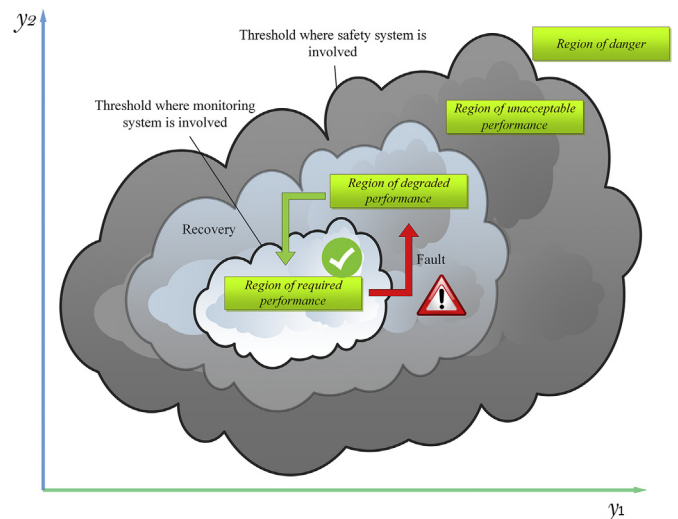 y2
Threshold where safety system is
involved
Region of danger
Threshold where monitoring
system is involved
Region of unacceptable
performance
Region of degraded
performance
Recovery
Fault
Region of required
performance
!
y1